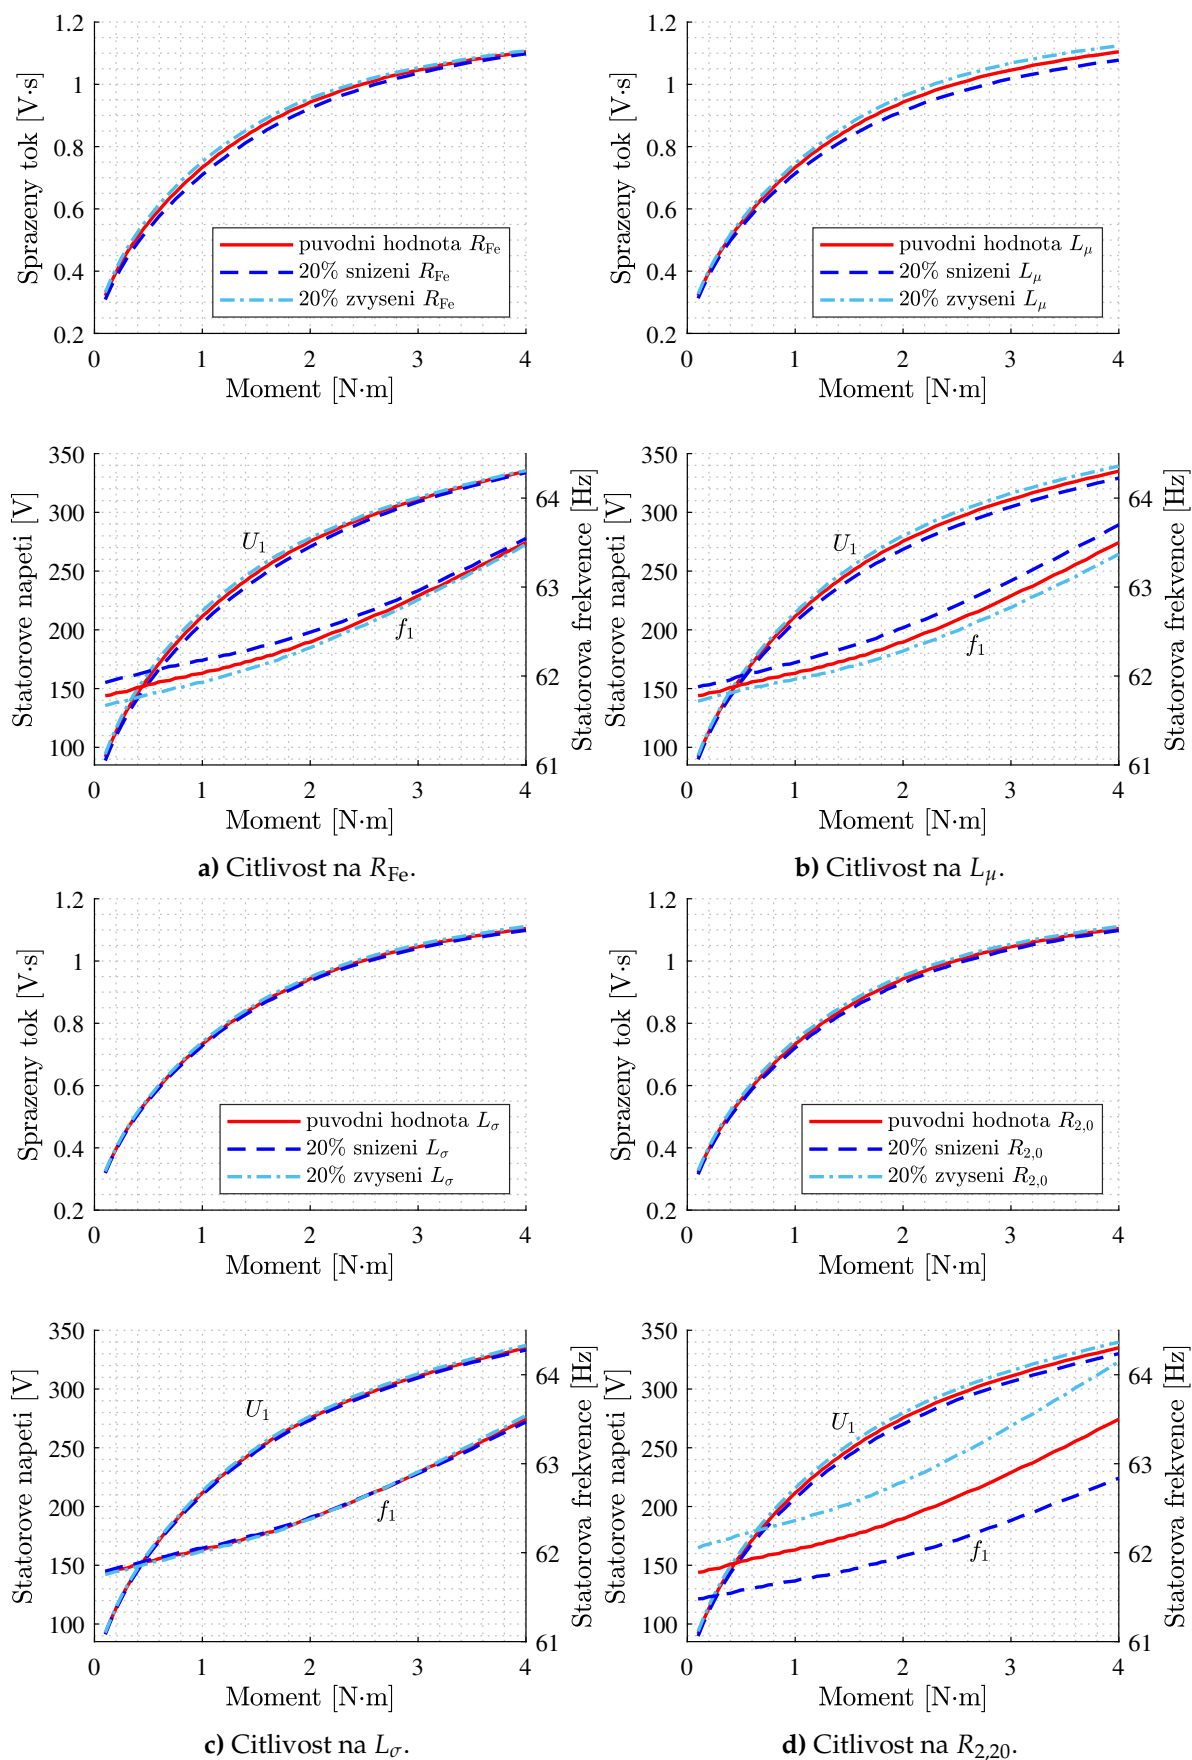 1.2
1
0.8
0.6
0.4
0.2
Sprazeny tok [V·s]
puvodni hodnota R_Fe
20% snizeni R_Fe
20% zvyseni R_Fe
0 1 2 3 4
Moment [N·m]
1.2
1
0.8
0.6
0.4
0.2
Sprazeny tok [V·s]
puvodni hodnota L_μ
20% snizeni L_μ
20% zvyseni L_μ
0 1 2 3 4
Moment [N·m]
350
300
250
200
150
100
Statorove napeti [V]
U_1
f_1
64
63
62
61
Statorova frekvence [Hz]
0 1 2 3 4
Moment [N·m]
a) Citlivost na R_Fe.
350
300
250
200
150
100
Statorove napeti [V]
U_1
f_1
64
63
62
61
Statorova frekvence [Hz]
0 1 2 3 4
Moment [N·m]
b) Citlivost na L_μ.
1.2
1
0.8
0.6
0.4
0.2
Sprazeny tok [V·s]
puvodni hodnota L_σ
20% snizeni L_σ
20% zvyseni L_σ
0 1 2 3 4
Moment [N·m]
1.2
1
0.8
0.6
0.4
0.2
Sprazeny tok [V·s]
puvodni hodnota R_2,0
20% snizeni R_2,0
20% zvyseni R_2,0
0 1 2 3 4
Moment [N·m]
350
300
250
200
150
100
Statorove napeti [V]
U_1
f_1
64
63
62
61
Statorova frekvence [Hz]
0 1 2 3 4
Moment [N·m]
c) Citlivost na L_σ.
350
300
250
200
150
100
Statorove napeti [V]
U_1
f_1
64
63
62
61
Statorova frekvence [Hz]
0 1 2 3 4
Moment [N·m]
d) Citlivost na R_2,20.